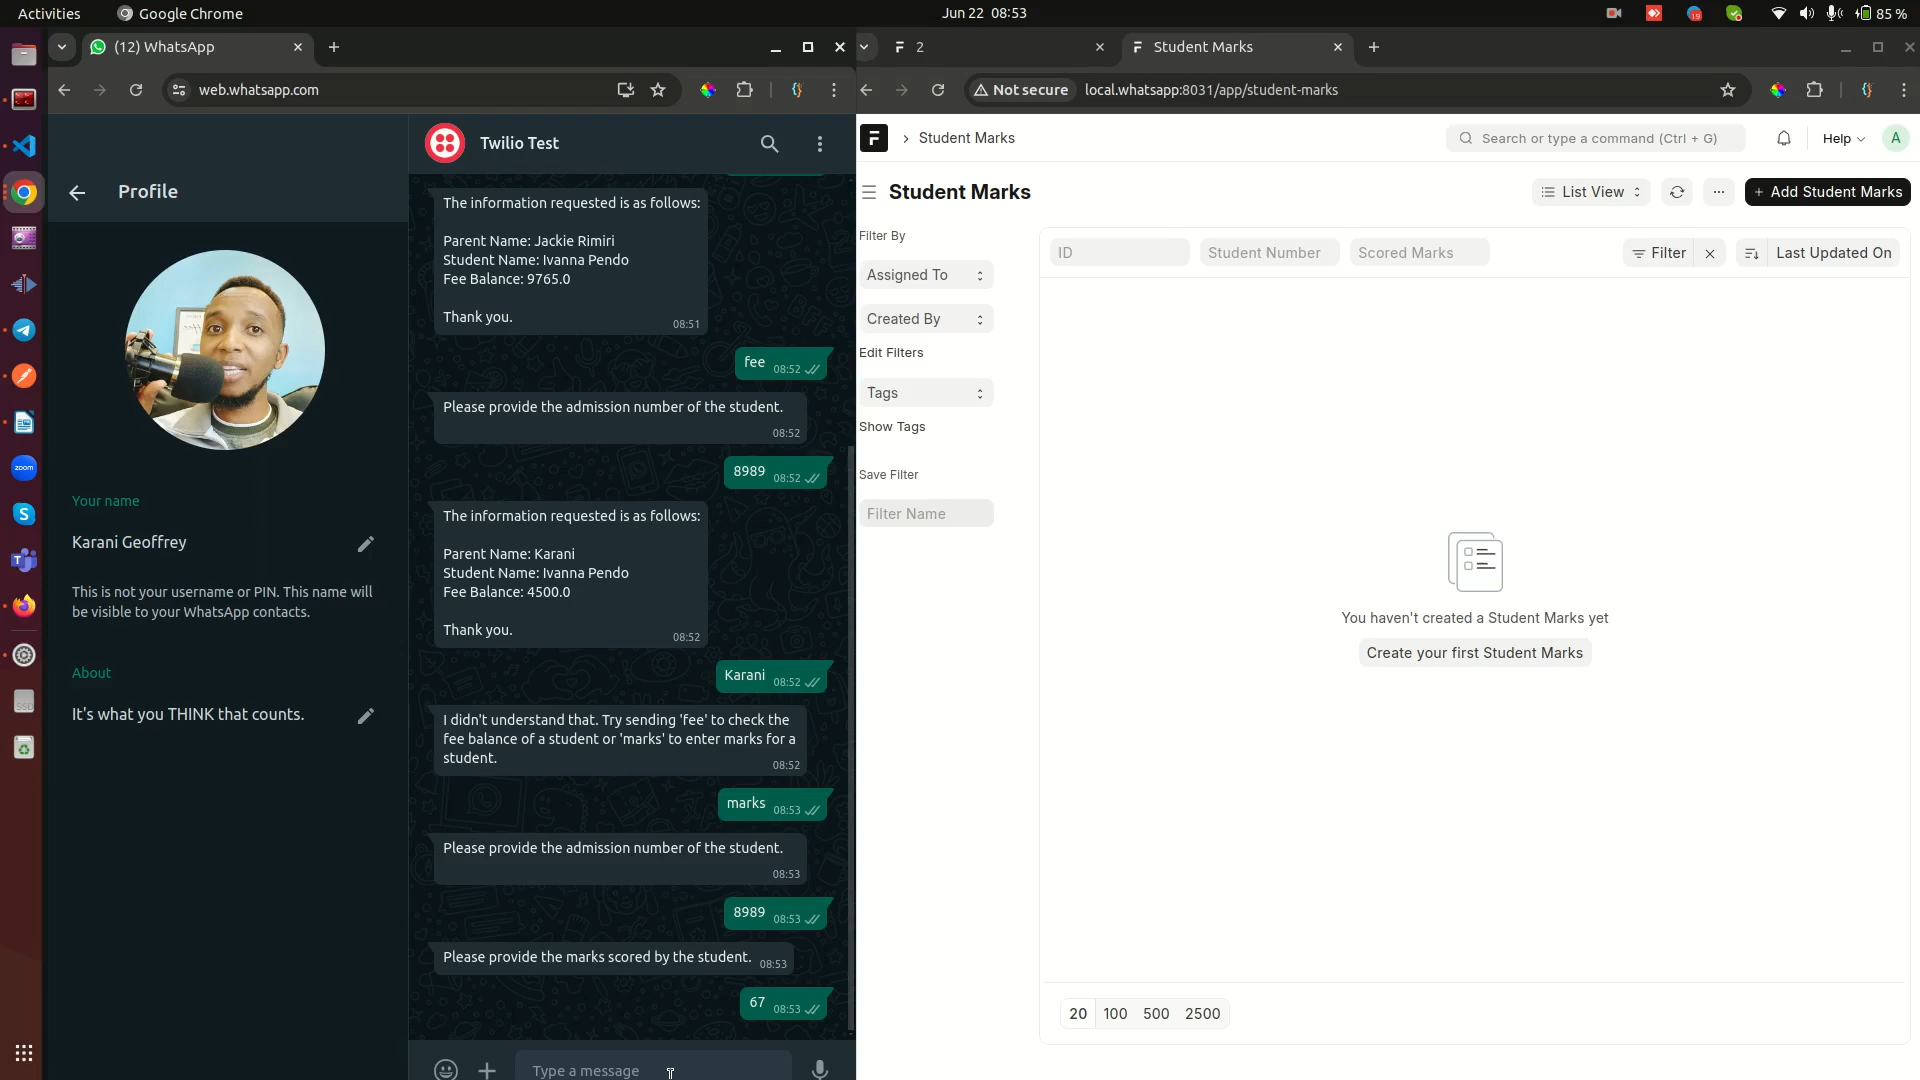 Activities
Google Chrome
Jun 22 08:53
19
85 %
(12) WhatsApp
2
Student Marks
web.whatsapp.com
Not secure
local.whatsapp:8031/app/student-marks
Profile
Your name
Karani Geoffrey
This is not your username or PIN. This name will
be visible to your WhatsApp contacts.
About
It's what you THINK that counts.
zoom
SSD
Twilio Test
The information requested is as follows:
Parent Name: Jackie Rimiri
Student Name: Ivanna Pendo
Fee Balance: 9765.0
Thank you.
08:51
fee 08:52
Please provide the admission number of the student.
08:52
8989 08:52
The information requested is as follows:
Parent Name: Karani
Student Name: Ivanna Pendo
Fee Balance: 4500.0
Thank you.
08:52
Karani 08:52
I didn't understand that. Try sending 'fee' to check the
fee balance of a student or 'marks' to enter marks for a
student.
08:52
marks 08:53
Please provide the admission number of the student.
08:53
8989 08:53
Please provide the marks scored by the student. 08:53
67 08:53
Type a message
Student Marks
Search or type a command (Ctrl + G)
Help
A
Student Marks
List View
+ Add Student Marks
Filter By
Assigned To
Created By
Edit Filters
Tags
Show Tags
Save Filter
Filter Name
ID
Student Number
Scored Marks
Filter
Last Updated On
You haven't created a Student Marks yet
Create your first Student Marks
20 100 500 2500